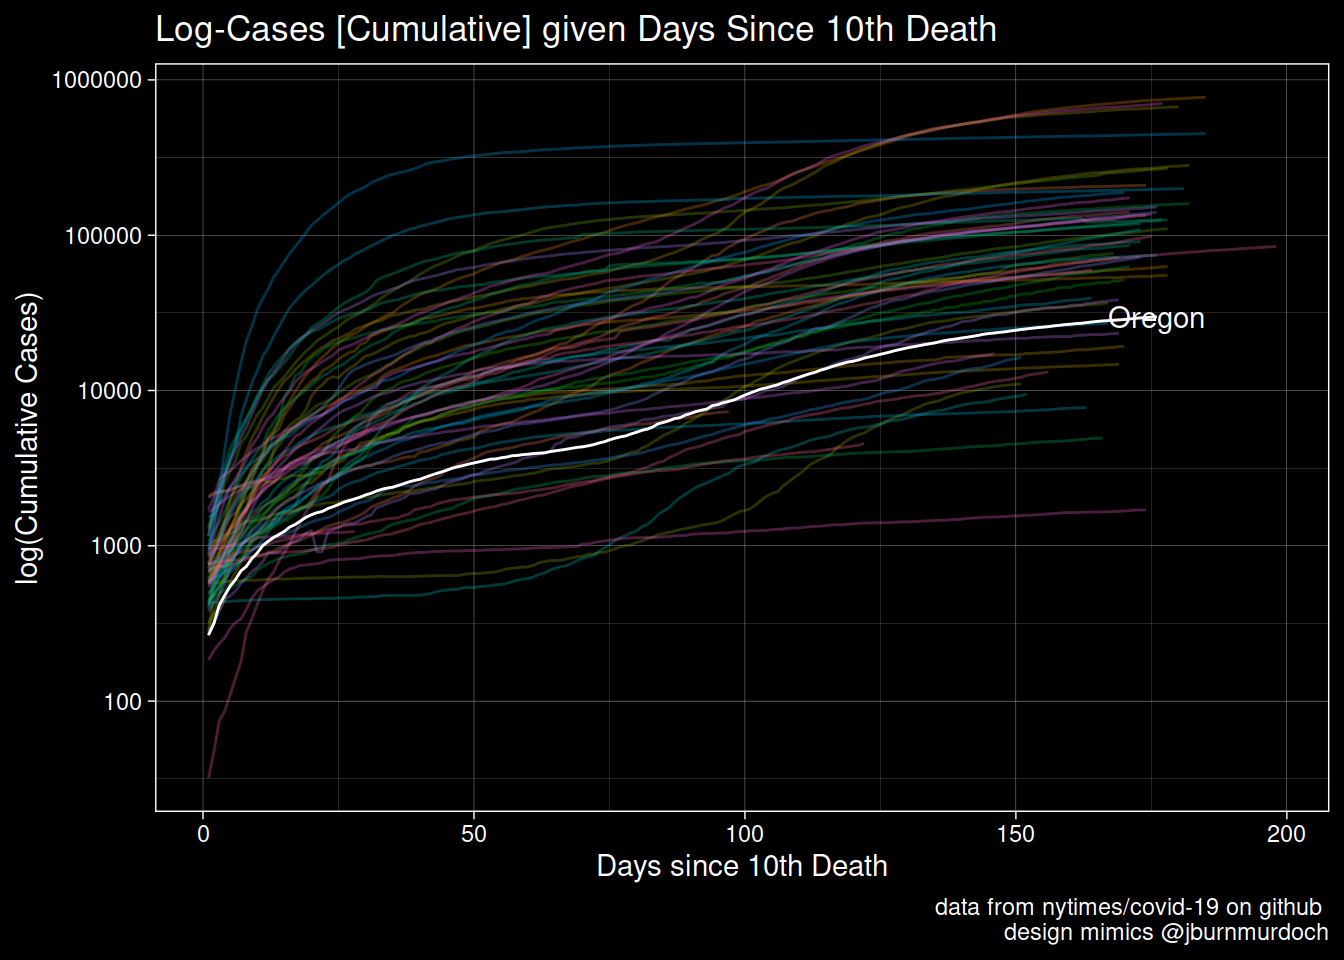 Log-Cases [Cumulative] given Days Since 10th Death
log(Cumulative Cases)
1000000
100000
10000
1000
100
Oregon
0 50 100 150 200
Days since 10th Death
data from nytimes/covid-19 on github
design mimics @jburnmurdoch